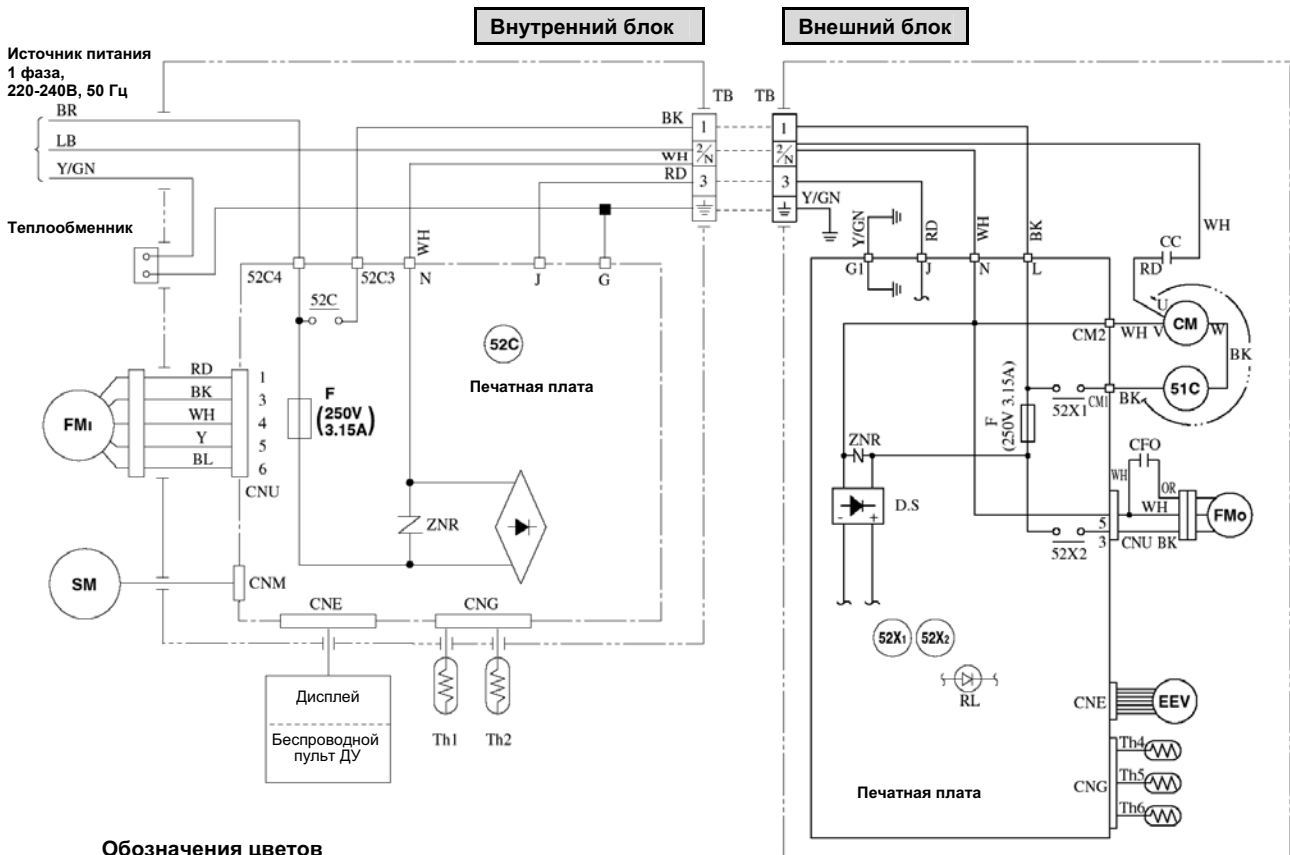 Внутренний блок
Внешний блок
Источник питания
1 фаза,
220-240В, 50 Гц
BR
LB
Y/GN
Теплообменник
TB
TB
BK
WH
RD
1
2/N
3
1
2/N
3
Y/GN
WH
52C4
52C3
N
J
G
52C
52C
Печатная плата
F
(250V
3.15A)
ZNR
FMI
RD
BK
WH
Y
BL
1
3
4
5
6
CNU
SM
CNM
CNE
CNG
Дисплей
Беспроводной
пульт ДУ
Th1
Th2
Y/GN
RD
WH
BK
G1
J
N
L
WH
CC
RD
U
CM
V
W
CM2
WH
BK
51C
52X1
CM1
BK
F
(250V 3.15A)
ZNR
D.S
-
+
WH
CFO
OR
WH
FMO
5
3
CNU
BK
52X2
52X1
52X2
RL
CNE
EEV
CNG
Th4
Th5
Th6
Печатная плата
Обозначения цветов